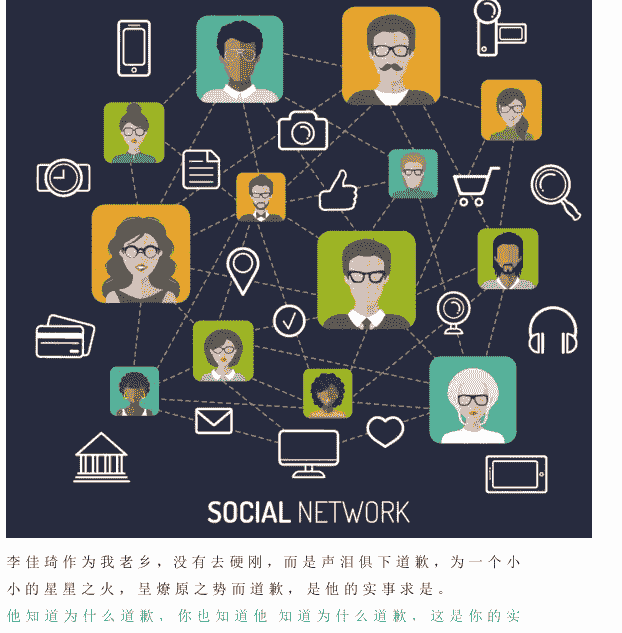 SOCIAL NETWORK
李佳琦作为我老乡，没有去硬刚，而是声泪俱下道歉，为一个小
小的星星之火，呈燎原之势而道歉，是他的实事求是。
他知道为什么道歉，你也知道他 知道为什么道歉，这是你的实